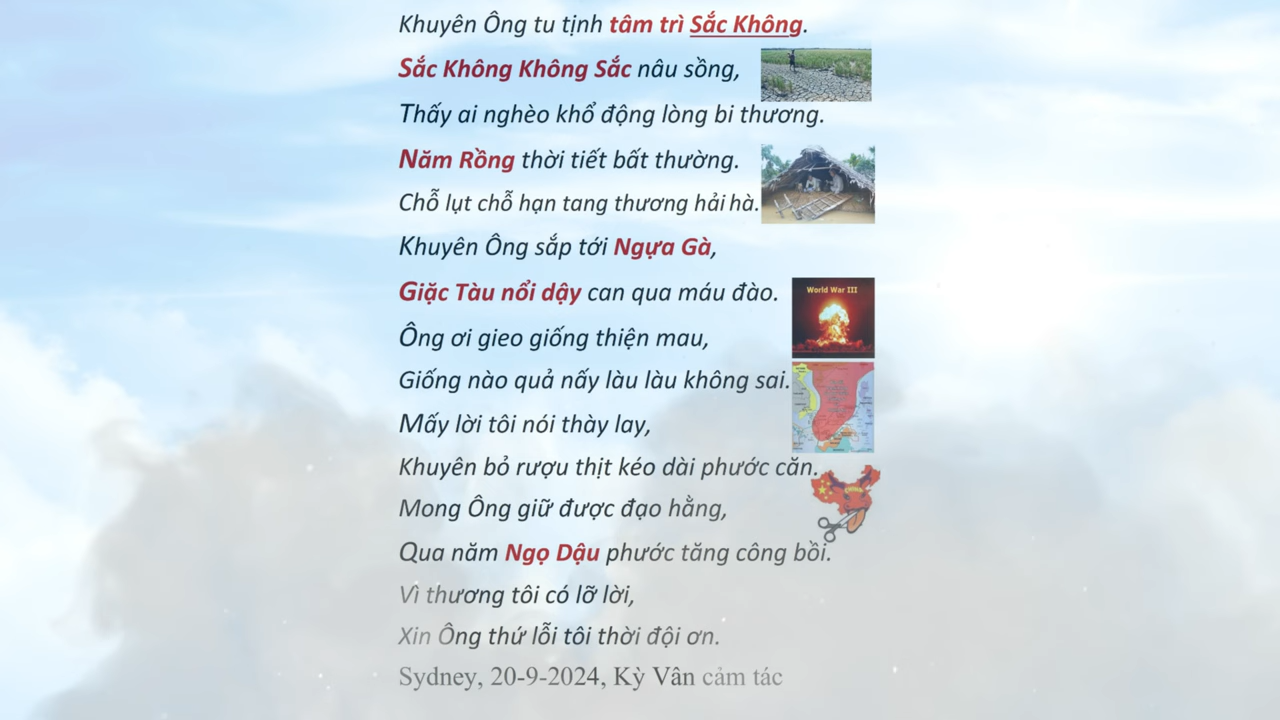 Khuyên Ông tu tịnh tâm trì Sắc Không.
Sắc Không Không Sắc nâu sồng,
Thấy ai nghèo khổ động lòng bi thương.
Năm Rồng thời tiết bất thường.
Chỗ lụt chỗ hạn tang thương hải hà.
Khuyên Ông sắp tới Ngựa Gà,
Giặc Tàu nổi dậy can qua máu đào.
World War III
Ông ơi gieo giống thiện mau,
Giống nào quả nấy làu làu không sai.
Mấy lời tôi nói thày lay,
Khuyên bỏ rượu thịt kéo dài phước căn.
Mong Ông giữ được đạo hằng,
Qua năm Ngọ Dậu phước tăng công bồi.
Vì thương tôi có lỡ lời,
Xin Ông thứ lỗi tôi thời đội ơn.
Sydney, 20-9-2024, Kỳ Vân cảm tác